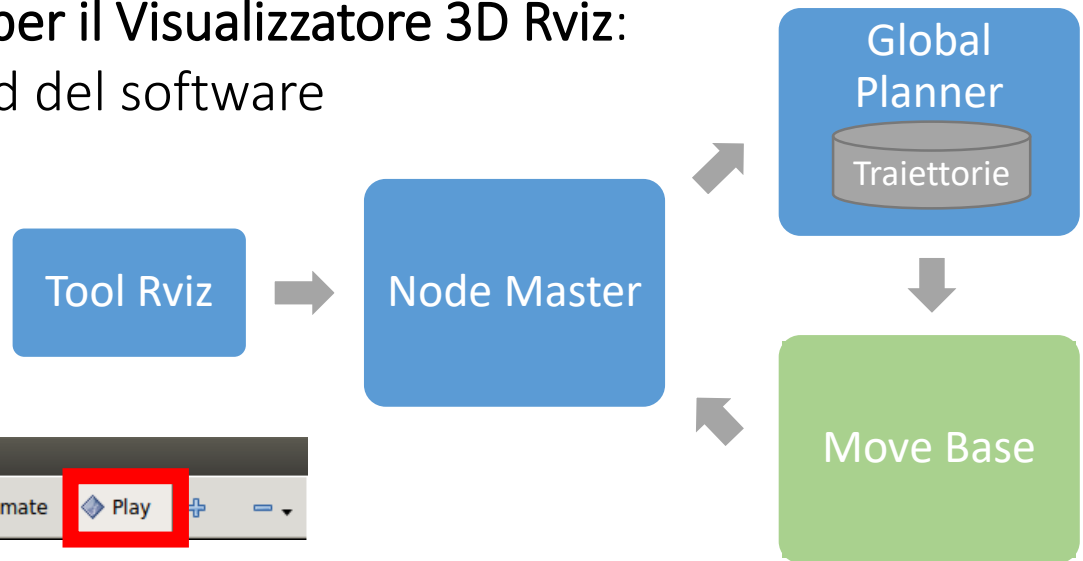 per il Visualizzatore 3D Rviz:
d del software
Global
Planner
Traiettorie
Tool Rviz
Node Master
Move Base
mate
Play